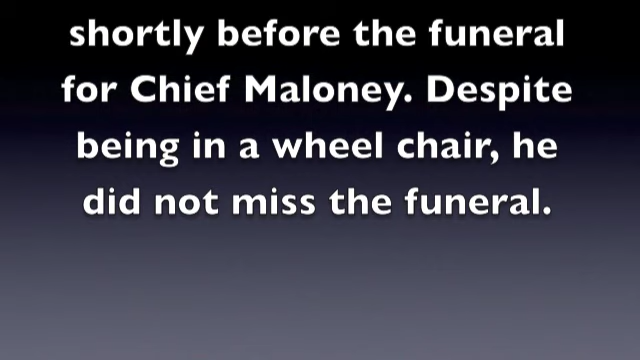 shortly before the funeral
for Chief Maloney. Despite
being in a wheel chair, he
did not miss the funeral.